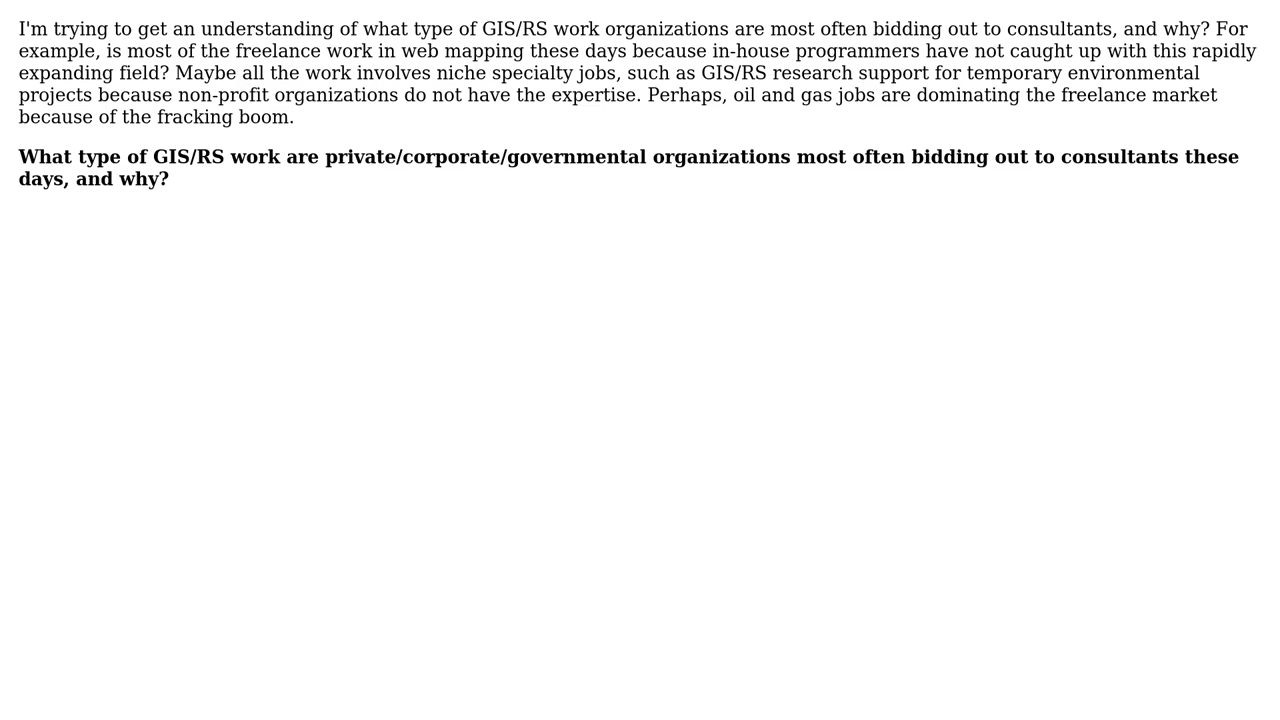 I'm trying to get an understanding of what type of GIS/RS work organizations are most often bidding out to consultants, and why? For
example, is most of the freelance work in web mapping these days because in-house programmers have not caught up with this rapidly
expanding field? Maybe all the work involves niche specialty jobs, such as GIS/RS research support for temporary environmental
projects because non-profit organizations do not have the expertise. Perhaps, oil and gas jobs are dominating the freelance market
because of the fracking boom.
What type of GIS/RS work are private/corporate/governmental organizations most often bidding out to consultants these
days, and why?